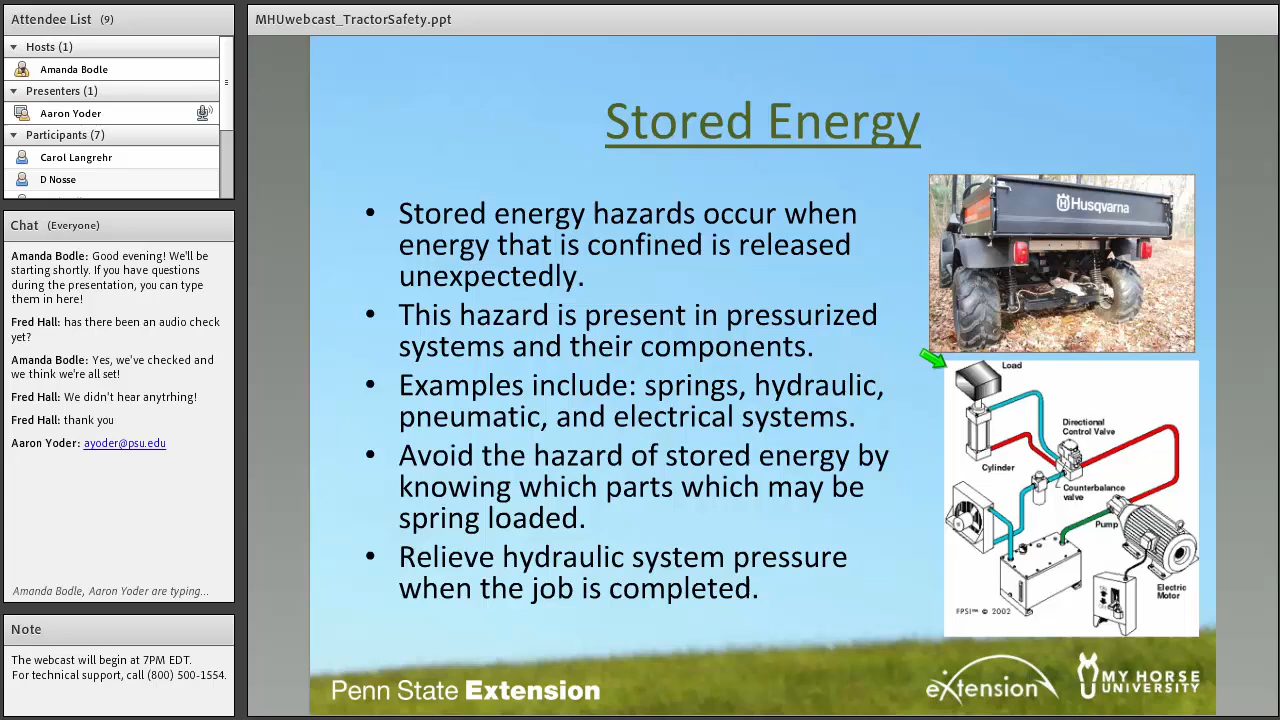 Attendee List (9)
Hosts (1)
Amanda Bodle
Presenters (1)
Aaron Yoder
Participants (7)
Carol Langrehr
D Nosse
Chat (Everyone)
Amanda Bodle: Good evening! We'll be
starting shortly. If you have questions
during the presentation, you can type
them in here!
Fred Hall: has there been an audio check
yet?
Amanda Bodle: Yes, we've checked and
we think we're all set!
Fred Hall: We didn't hear anytrhing!
Fred Hall: thank you
Aaron Yoder: ayoder@psu.edu
Amanda Bodle, Aaron Yoder are typing...
Note
The webcast will begin at 7PM EDT.
For technical support, call (800) 500-1554.
MHUwebcast_TractorSafety.ppt
Stored Energy
• Stored energy hazards occur when
energy that is confined is released
unexpectedly.
• This hazard is present in pressurized
systems and their components.
• Examples include: springs, hydraulic,
pneumatic, and electrical systems.
• Avoid the hazard of stored energy by
knowing which parts which may be
spring loaded.
• Relieve hydraulic system pressure
when the job is completed.
Husqvarna
Load
Directional
Control Valve
Cylinder
Counterbalance
valve
Pump
Electric
Motor
FPSI™ © 2002
Penn State Extension
eXtension
MY HORSE
UNIVERSITY